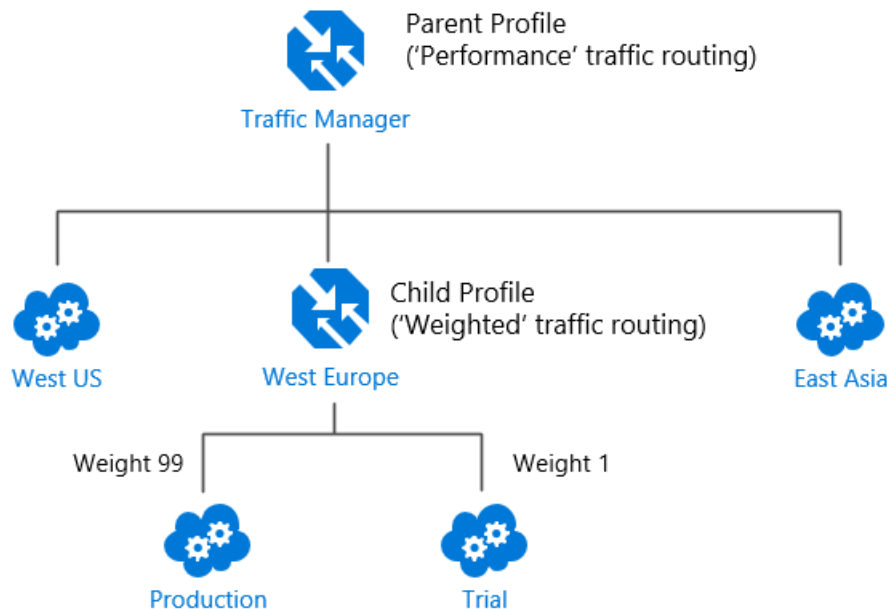 Parent Profile
(‘Performance’ traffic routing)
Traffic Manager
Child Profile
(‘Weighted’ traffic routing)
West US
West Europe
East Asia
Weight 99
Weight 1
Production
Trial